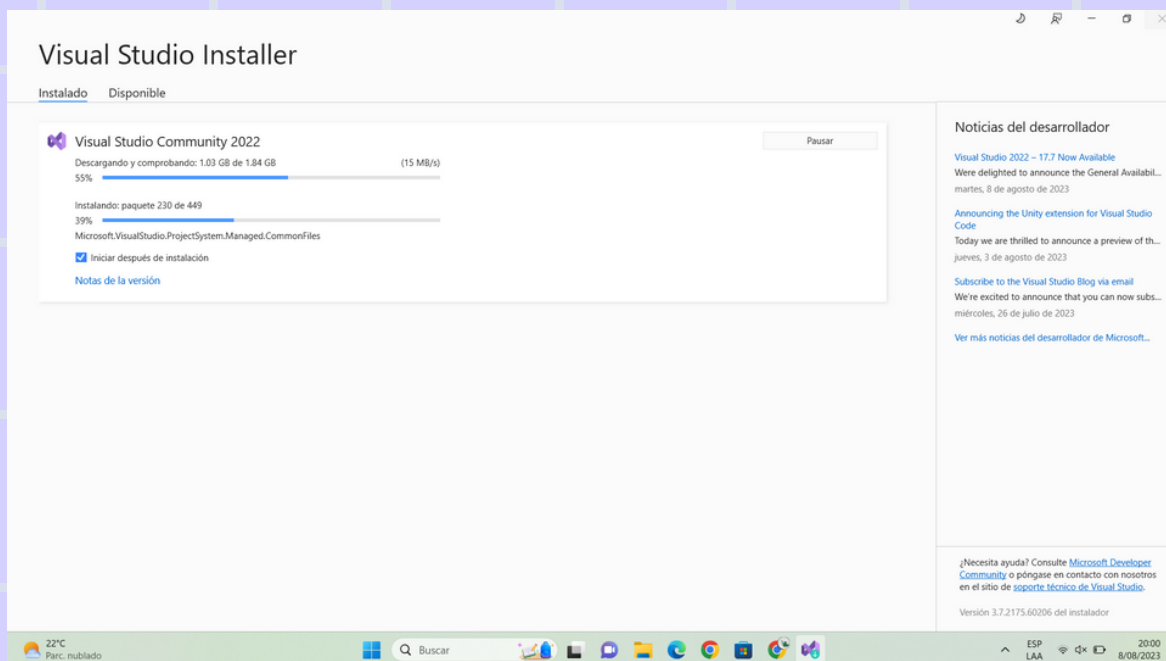 Visual Studio Installer
Instalado Disponible
Visual Studio Community 2022
Pausar
Descargando y comprobando: 1.03 GB de 1.84 GB (15 MB/s)
55%
Instalando: paquete 230 de 449
39%
Microsoft.VisualStudio.ProjectSystem.Managed.CommonFiles
Iniciar después de instalación
Notas de la versión
Noticias del desarrollador
Visual Studio 2022 – 17.7 Now Available
Were delighted to announce the General Availabil...
martes, 8 de agosto de 2023
Announcing the Unity extension for Visual Studio
Code
Today we are thrilled to announce a preview of th...
jueves, 3 de agosto de 2023
Subscribe to the Visual Studio Blog via email
We're excited to announce that you can now subs...
miércoles, 26 de julio de 2023
Ver más noticias del desarrollador de Microsoft...
¿Necesita ayuda? Consulte Microsoft Developer
Community o póngase en contacto con nosotros
en el sitio de soporte técnico de Visual Studio.
Versión 3.7.2175.60206 del instalador
22°C
Parc. nublado
Buscar
ESP
LAA
20:00
8/08/2023